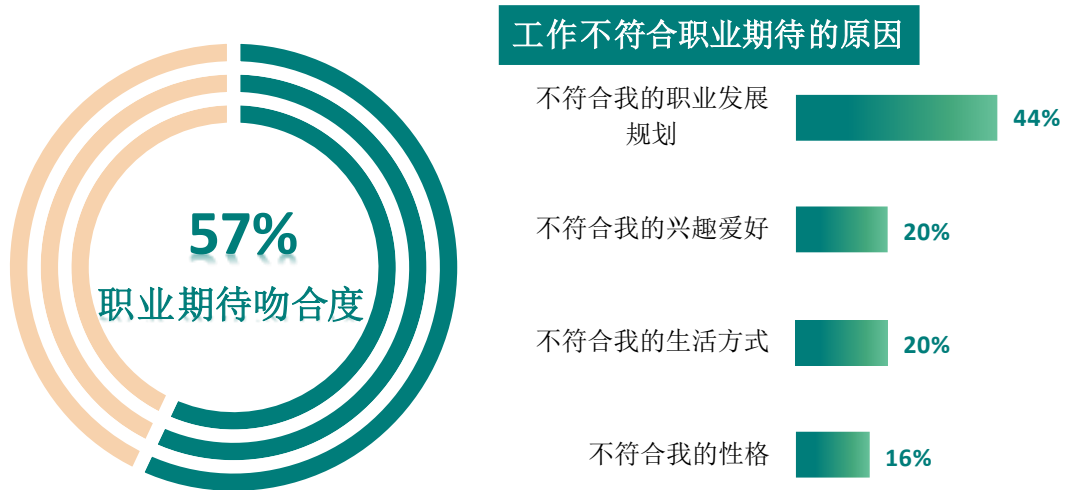 57%
职业期待吻合度
工作不符合职业期待的原因
不符合我的职业发展
规划
44%
不符合我的兴趣爱好
20%
不符合我的生活方式
20%
不符合我的性格
16%